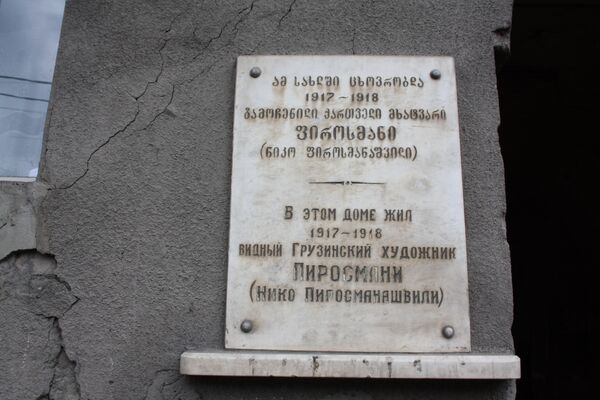 ამ სახლში ცხოვრობდა
1917-1918
გამოჩენილი ქართველი მხატვარი
ფიროსმანი
(ნიკო ფიროსმანაშვილი)
В этом доме жил
1917-1918
видный Грузинский художник
Пиросмани
(Нико Пиросманашвили)